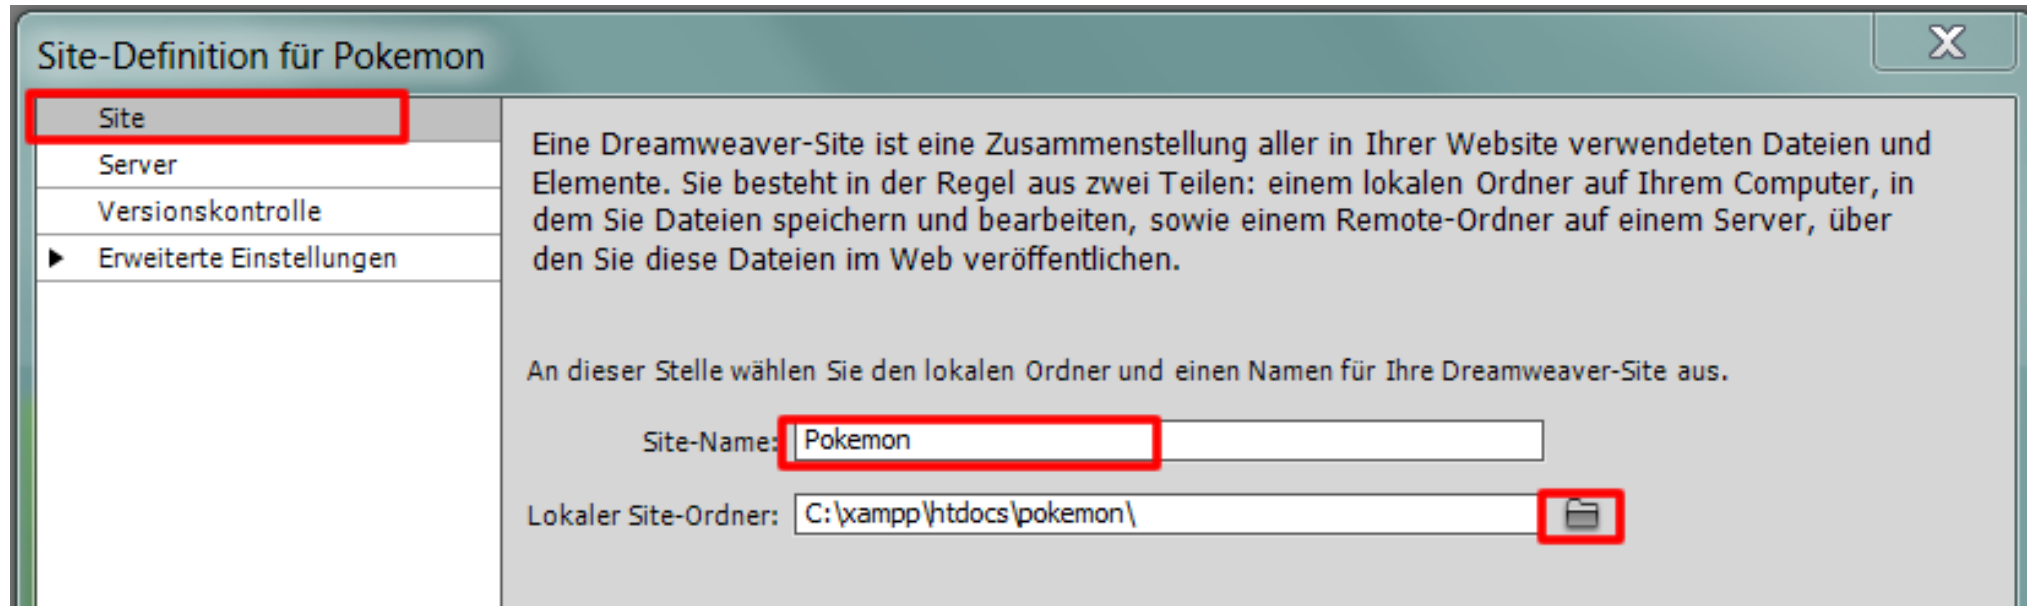 Site-Definition für Pokemon
Site
Server
Versionskontrolle
Erweiterte Einstellungen
Eine Dreamweaver-Site ist eine Zusammenstellung aller in Ihrer Website verwendeten Dateien und
Elemente. Sie besteht in der Regel aus zwei Teilen: einem lokalen Ordner auf Ihrem Computer, in
dem Sie Dateien speichern und bearbeiten, sowie einem Remote-Ordner auf einem Server, über
den Sie diese Dateien im Web veröffentlichen.
An dieser Stelle wählen Sie den lokalen Ordner und einen Namen für Ihre Dreamweaver-Site aus.
Site-Name: Pokemon
Lokaler Site-Ordner: C:\xampp\htdocs\pokemon\